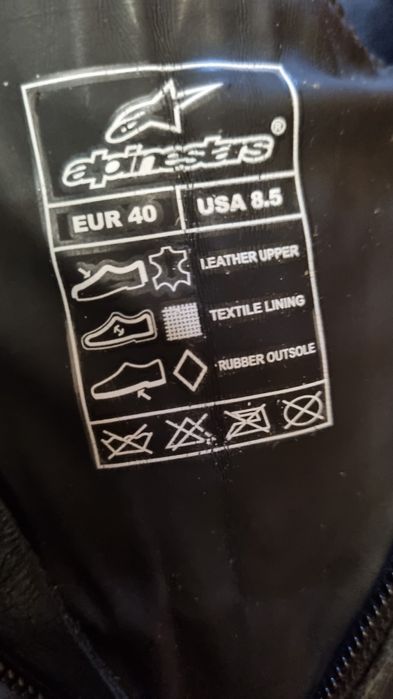 alpinestars®
EUR 40 USA 8.5
LEATHER UPPER
TEXTILE LINING
RUBBER OUTSOLE